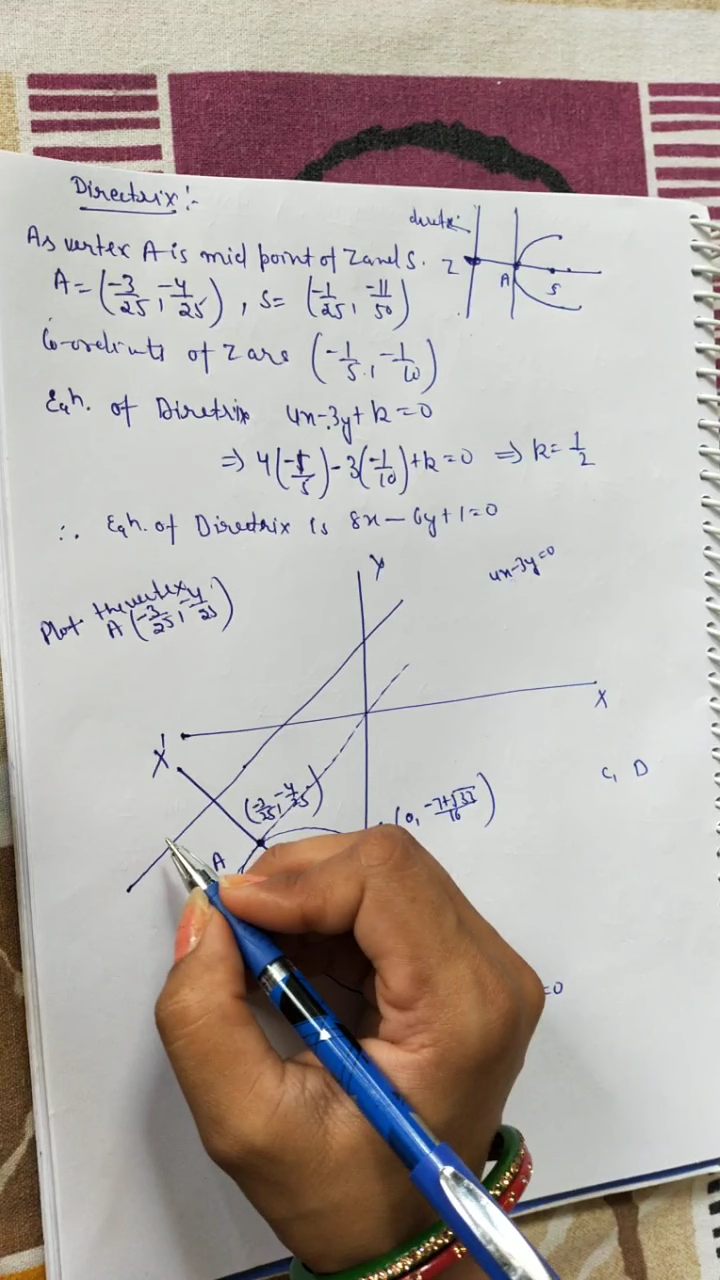 Directrix :-
directrix
As vertex A is mid point of Z and S. Z A S
A = (-3/25, -4/25), S = (-1/25, -11/50)
Co-ordints of Z are (-1/5, -1/10)
Eqn. of Diretrix 4x-3y+k=0
⇒ 4(-1/5)-3(-1/10)+k=0 ⇒ k=1/2
∴ Eqn. of Directrix is 8x-6y+1=0
Y
4x-3y=0
Plot the vertex
A (-3/25, -4/25)
X
X'
C, D
(-3/25, -4/25)
(0, (-7+√33)/16)
A
=0